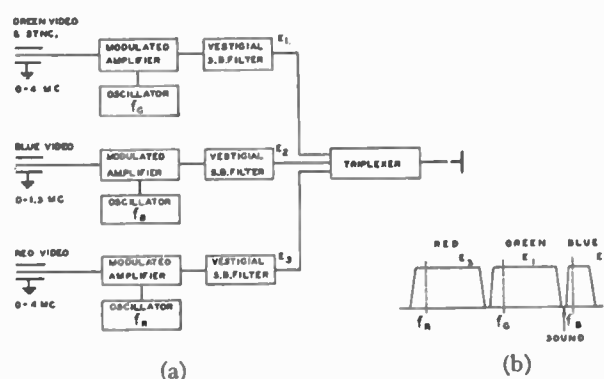 GREEN VIDEO
& SYNC.
0-4 MC
MODULATED
AMPLIFIER
OSCILLATOR
fG
VESTIGIAL
S.B. FILTER
E1
BLUE VIDEO
0-1.3 MC
MODULATED
AMPLIFIER
OSCILLATOR
fB
VESTIGIAL
S.B. FILTER
E2
TRIPLEXER
RED VIDEO
0-4 MC
MODULATED
AMPLIFIER
OSCILLATOR
fR
VESTIGIAL
S.B. FILTER
E3
RED GREEN BLUE
E3 E1 E
fR fG fB
SOUND
(a) (b)